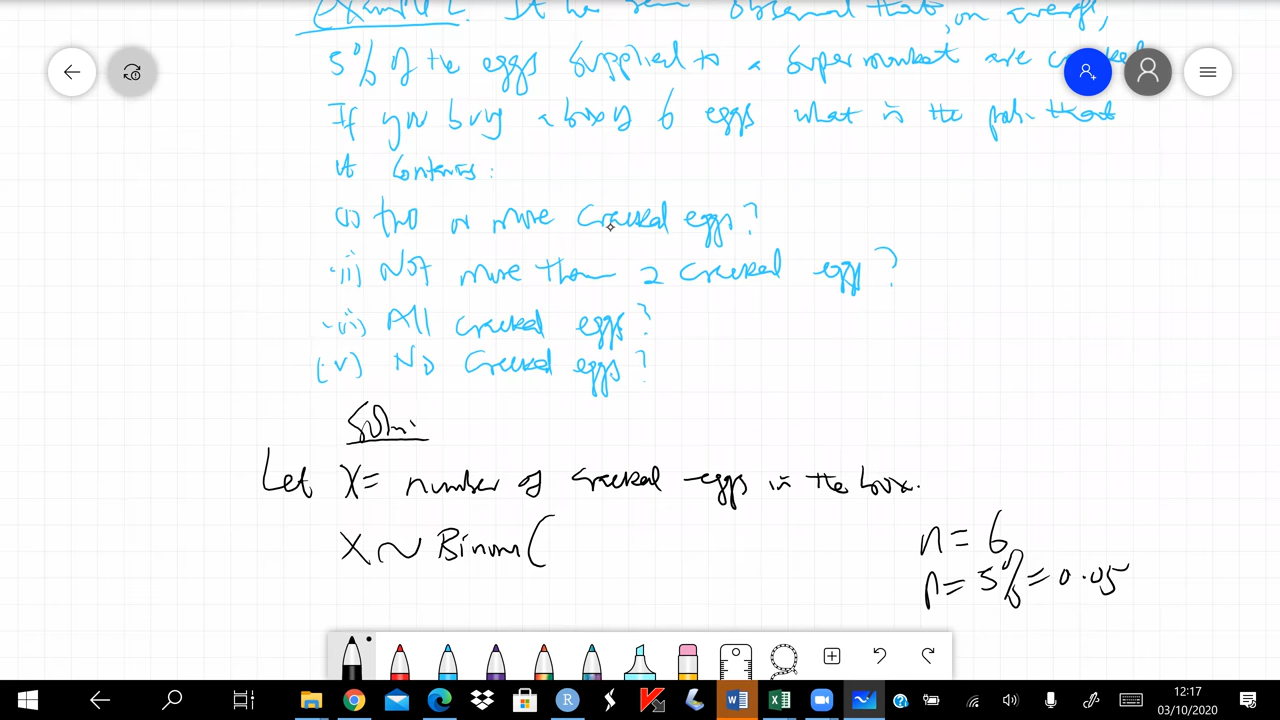 Example 2. It has been observed that, on average,
5% of the eggs supplied to a supermarket are cracked
If you buy a box of 6 eggs what is the prob. that
it contains:
(i) two or more cracked eggs?
(ii) Not more than 2 cracked egg?
(iii) All cracked eggs?
(iv) No cracked eggs?
Soln:
Let X = number of cracked eggs in the box.
X ~ Binom(
n = 6
p = 5% = 0.05
12:17
03/10/2020